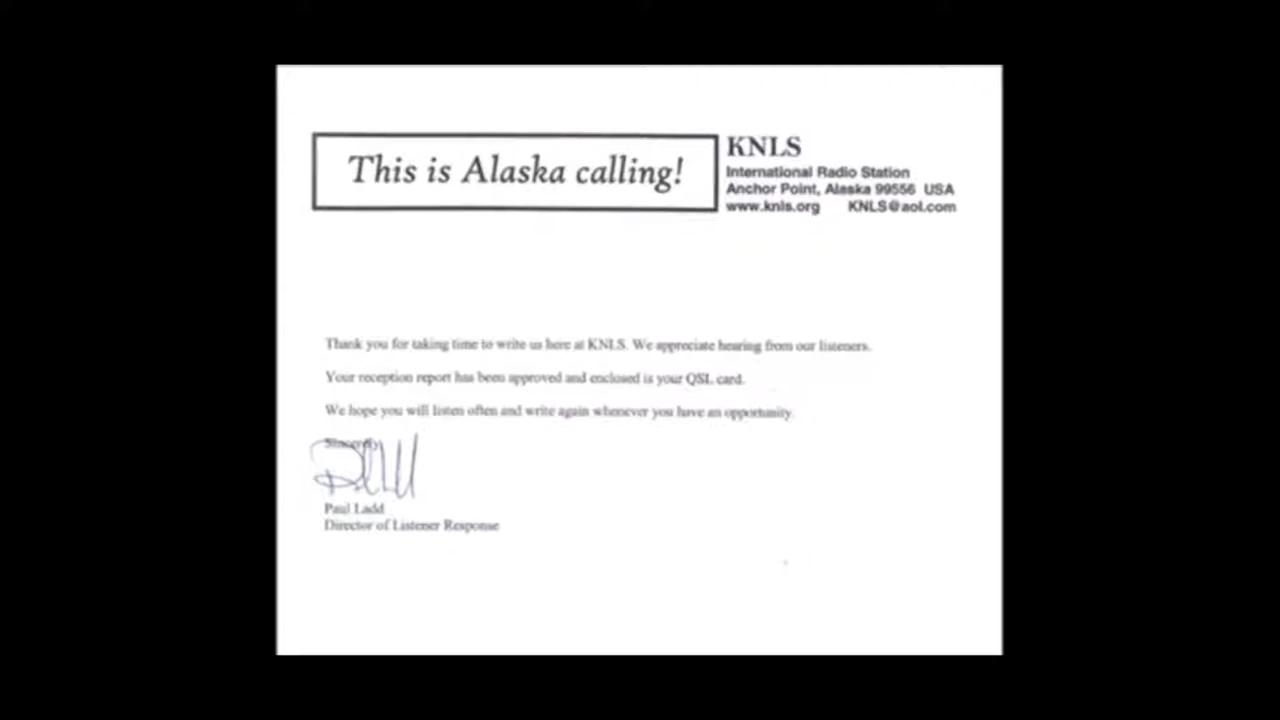 This is Alaska calling!
KNLS
International Radio Station
Anchor Point, Alaska 99556 USA
www.knls.org KNLS@aol.com
Thank you for taking time to write us here at KNLS. We appreciate hearing from our listeners.
Your reception report has been approved and enclosed is your QSL card.
We hope you will listen often and write again whenever you have an opportunity.
Sincerely,
Paul Ladd
Director of Listener Response